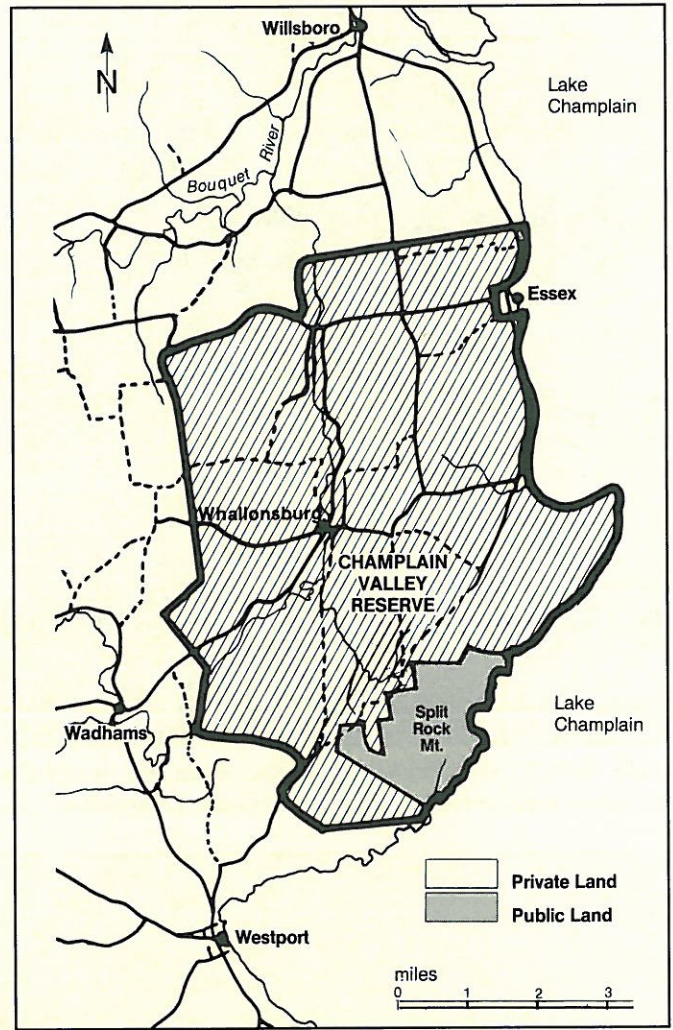 Willsboro
N
Lake
Champlain
Bouquet River
Essex
Whallonsburg
CHAMPLAIN
VALLEY
RESERVE
Split
Rock
Mt.
Wadhams
Lake
Champlain
Private Land
Public Land
Westport
miles
0 1 2 3